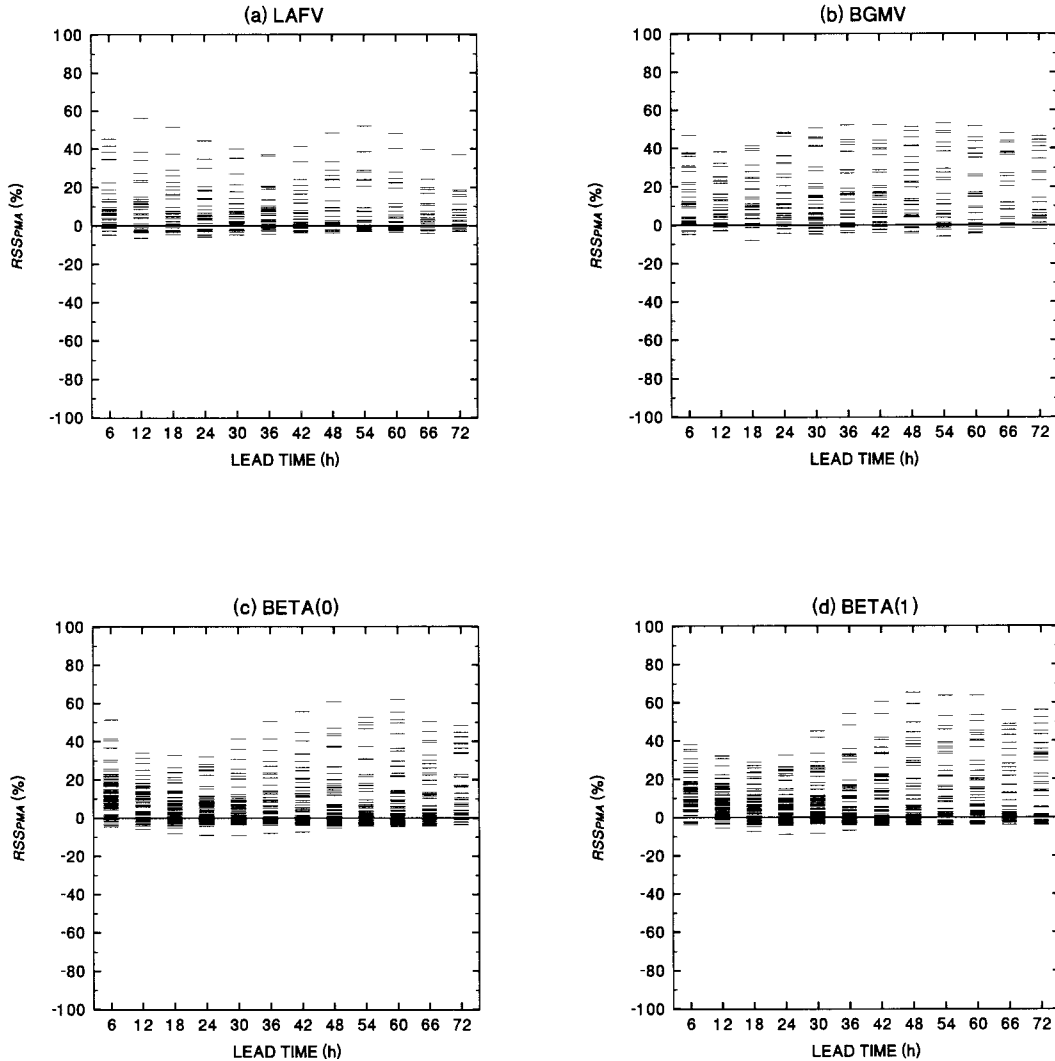 (a) LAFV
100
80
60
40
20
0
-20
-40
-60
-80
-100
RSSPMA (%)
6 12 18 24 30 36 42 48 54 60 66 72
LEAD TIME (h)
(b) BGMV
100
80
60
40
20
0
-20
-40
-60
-80
-100
RSSPMA (%)
6 12 18 24 30 36 42 48 54 60 66 72
LEAD TIME (h)
(c) BETA(0)
100
80
60
40
20
0
-20
-40
-60
-80
-100
RSSPMA (%)
6 12 18 24 30 36 42 48 54 60 66 72
LEAD TIME (h)
(d) BETA(1)
100
80
60
40
20
0
-20
-40
-60
-80
-100
RSSPMA (%)
6 12 18 24 30 36 42 48 54 60 66 72
LEAD TIME (h)